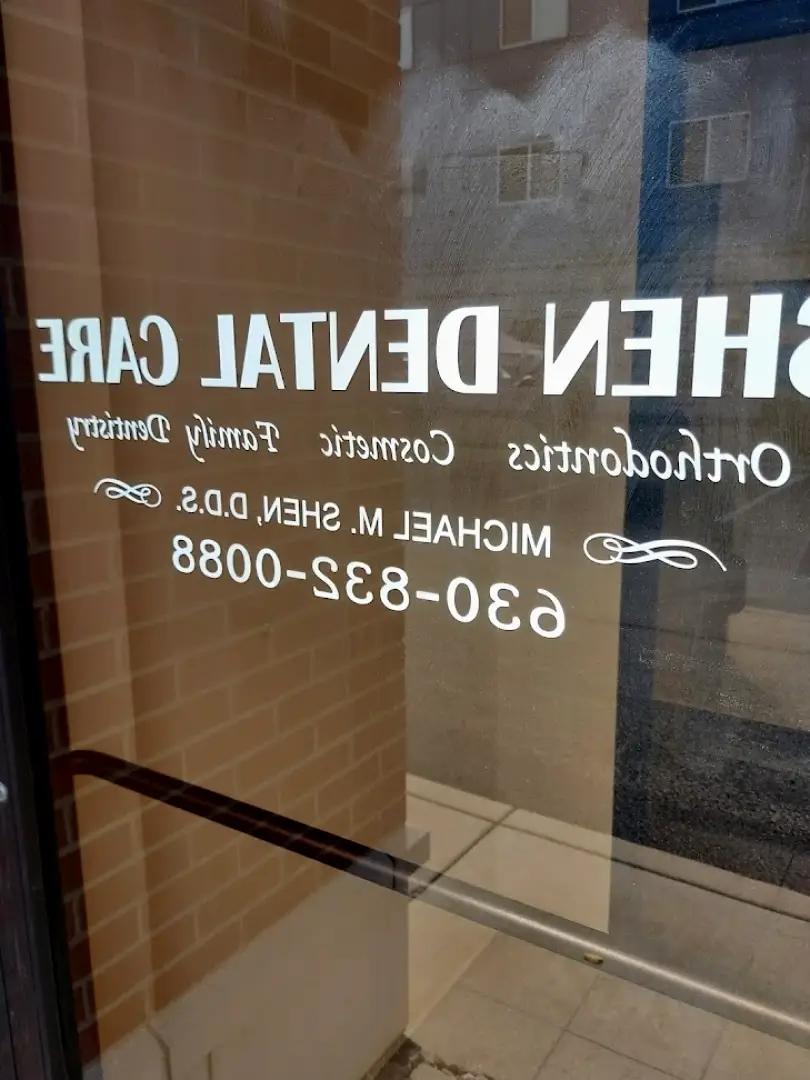 SHEN DENTAL CARE
Orthodontics Cosmetic Family Dentistry
MICHAEL M. SHEN, D.D.S.
630-832-0088